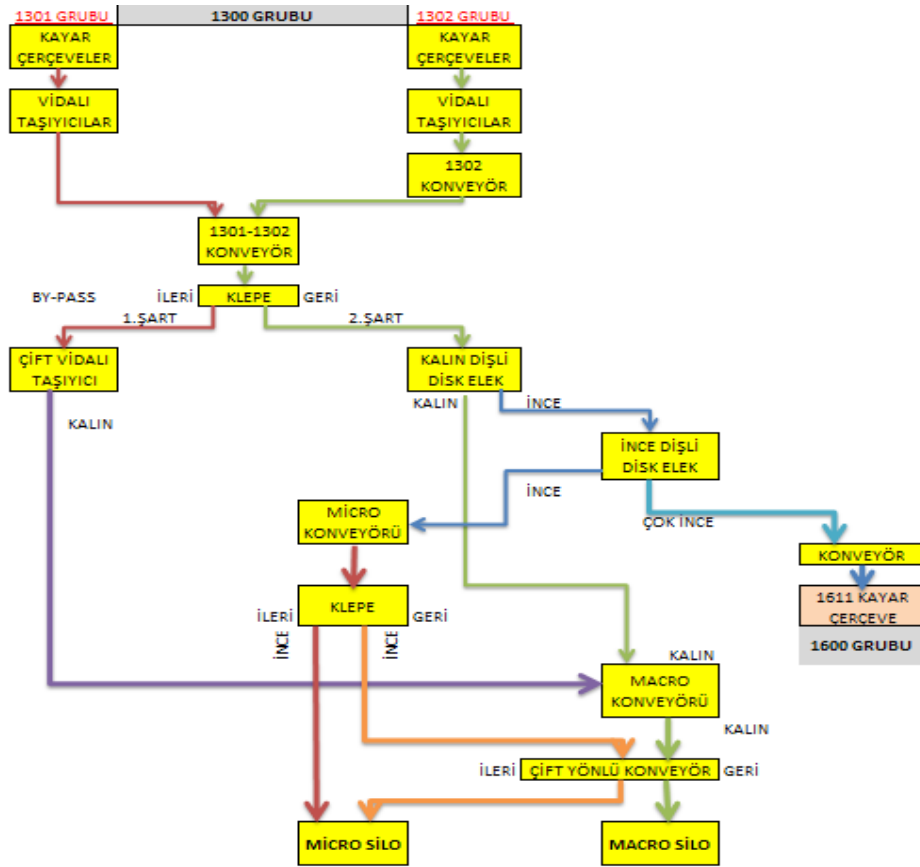 1301 GRUBU
1300 GRUBU
1302 GRUBU
KAYAR
ÇERÇEVELER
KAYAR
ÇERÇEVELER
VİDALI
TAŞIYICILAR
VİDALI
TAŞIYICILAR
1302
KONVEYÖR
1301-1302
KONVEYÖR
BY-PASS
İLERİ
KLEPE
GERİ
1.ŞART
2.ŞART
ÇİFT VİDALI
TAŞIYICI
KALIN DİŞLİ
DİSK ELEK
KALIN
KALIN
İNCE
İNCE DİŞLİ
DİSK ELEK
İNCE
ÇOK İNCE
MİCRO
KONVEYÖRÜ
KONVEYÖR
1611 KAYAR
ÇERÇEVE
1600 GRUBU
İLERİ
KLEPE
GERİ
İNCE
İNCE
KALIN
MACRO
KONVEYÖRÜ
KALIN
İLERİ
ÇİFT YÖNLÜ KONVEYÖR
GERİ
MİCRO SİLO
MACRO SİLO